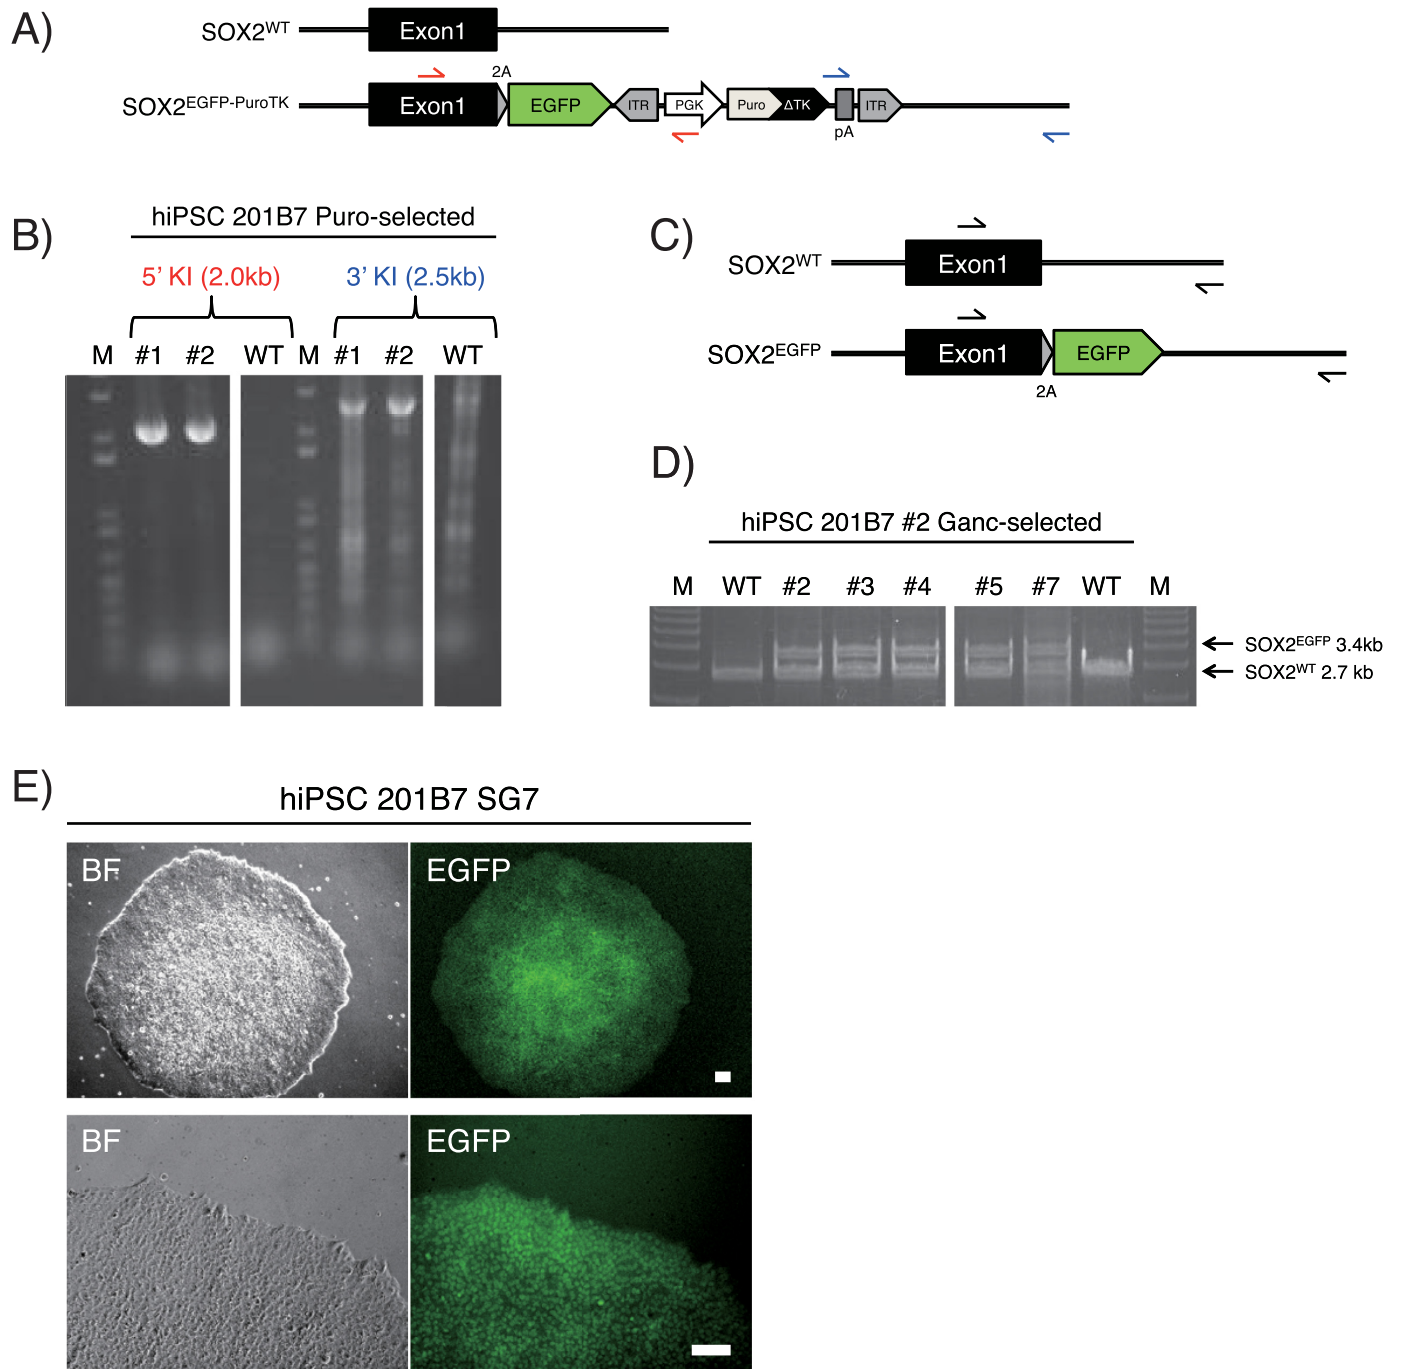 A)
SOX2WT
Exon1
SOX2EGFP-PuroTK
Exon1
2A
EGFP
ITR
PGK
Puro
ΔTK
pA
ITR
B)
hiPSC 201B7 Puro-selected
5' KI (2.0kb)
3' KI (2.5kb)
M #1 #2 WT M #1 #2 WT
C)
SOX2WT
Exon1
SOX2EGFP
Exon1
2A
EGFP
D)
hiPSC 201B7 #2 Ganc-selected
M WT #2 #3 #4 #5 #7 WT M
SOX2EGFP 3.4kb
SOX2WT 2.7 kb
E)
hiPSC 201B7 SG7
BF
EGFP
BF
EGFP